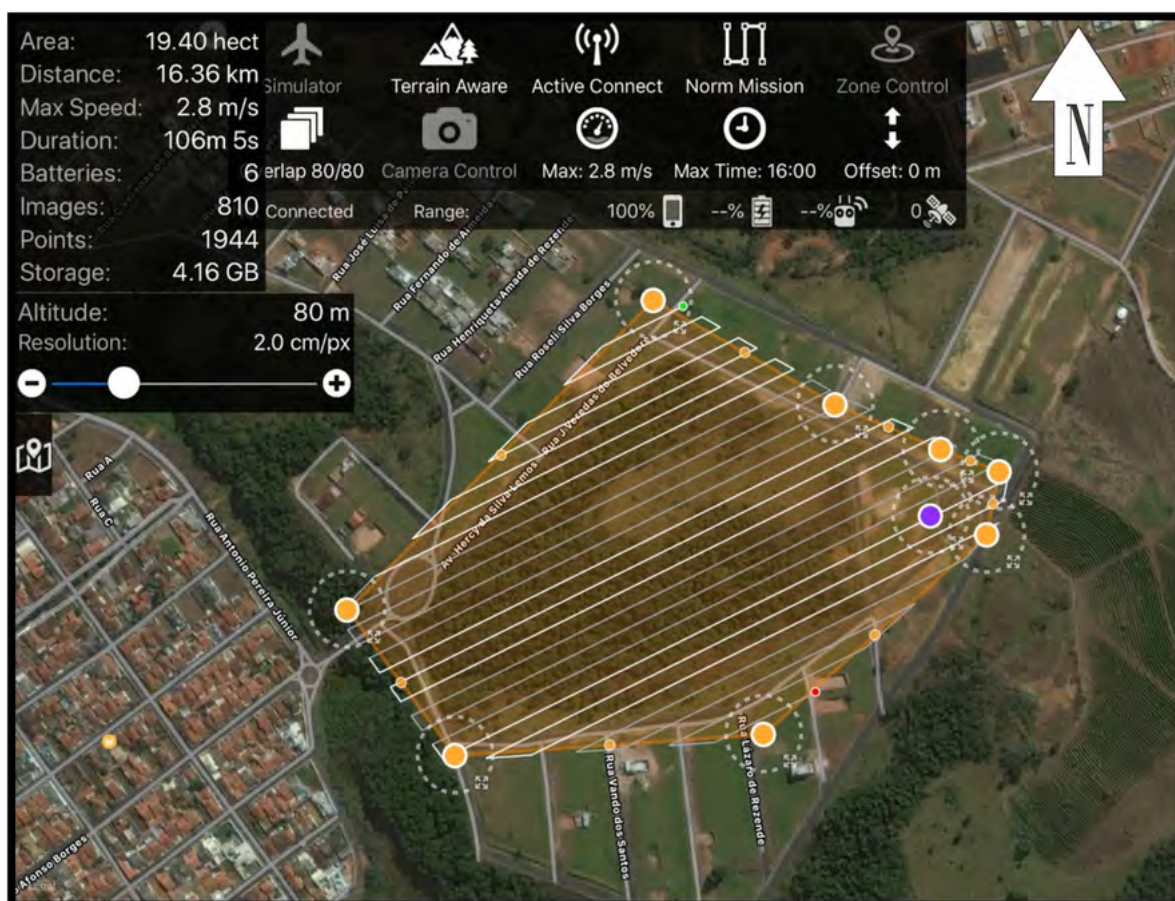 Area: 19.40 hect
Distance: 16.36 km
Max Speed: 2.8 m/s
Duration: 106m 5s
Batteries: 6
Images: 810
Points: 1944
Storage: 4.16 GB
Simulator
Terrain Aware
Active Connect
Norm Mission
Zone Control
erlap 80/80
Camera Control
Max: 2.8 m/s
Max Time: 16:00
Offset: 0 m
Connected
Range:
100%
--%
--%
0
N
Altitude: 80 m
Resolution: 2.0 cm/px
Rua José Luisa de
Rua Fernando de Almeida
Rua Henriqueta Amada de Rezende
Rua Roseli Silva Borges
Rua J Veredas do Belvedere
Av. Hercy da Silva Lemos
Rua A
Rua C
Rua Antonio Pereira Júnior
Rua Vando dos Santos
Rua Lázaro de Rezende
Afonso Borges
Legal